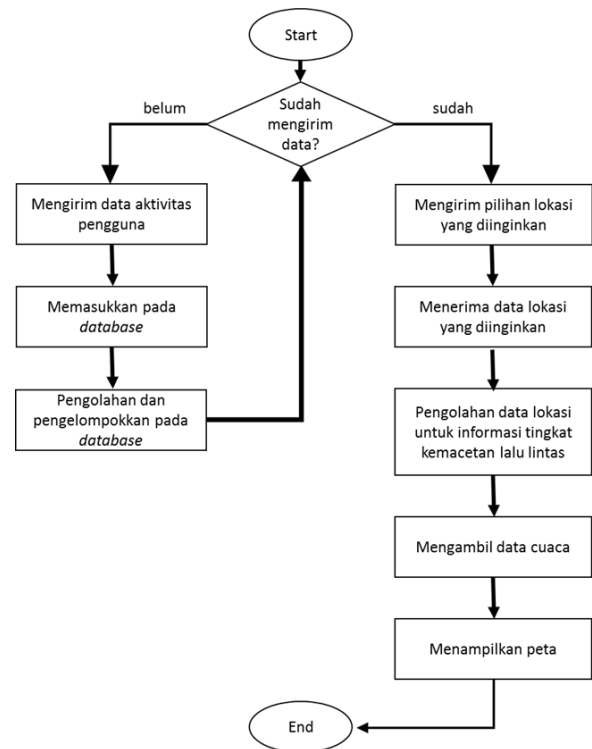 Start
Sudah
mengirim
data?
belum
sudah
Mengirim data aktivitas
pengguna
Memasukkan pada
database
Pengolahan dan
pengelompokkan pada
database
Mengirim pilihan lokasi
yang diinginkan
Menerima data lokasi
yang diinginkan
Pengolahan data lokasi
untuk informasi tingkat
kemacetan lalu lintas
Mengambil data cuaca
Menampilkan peta
End